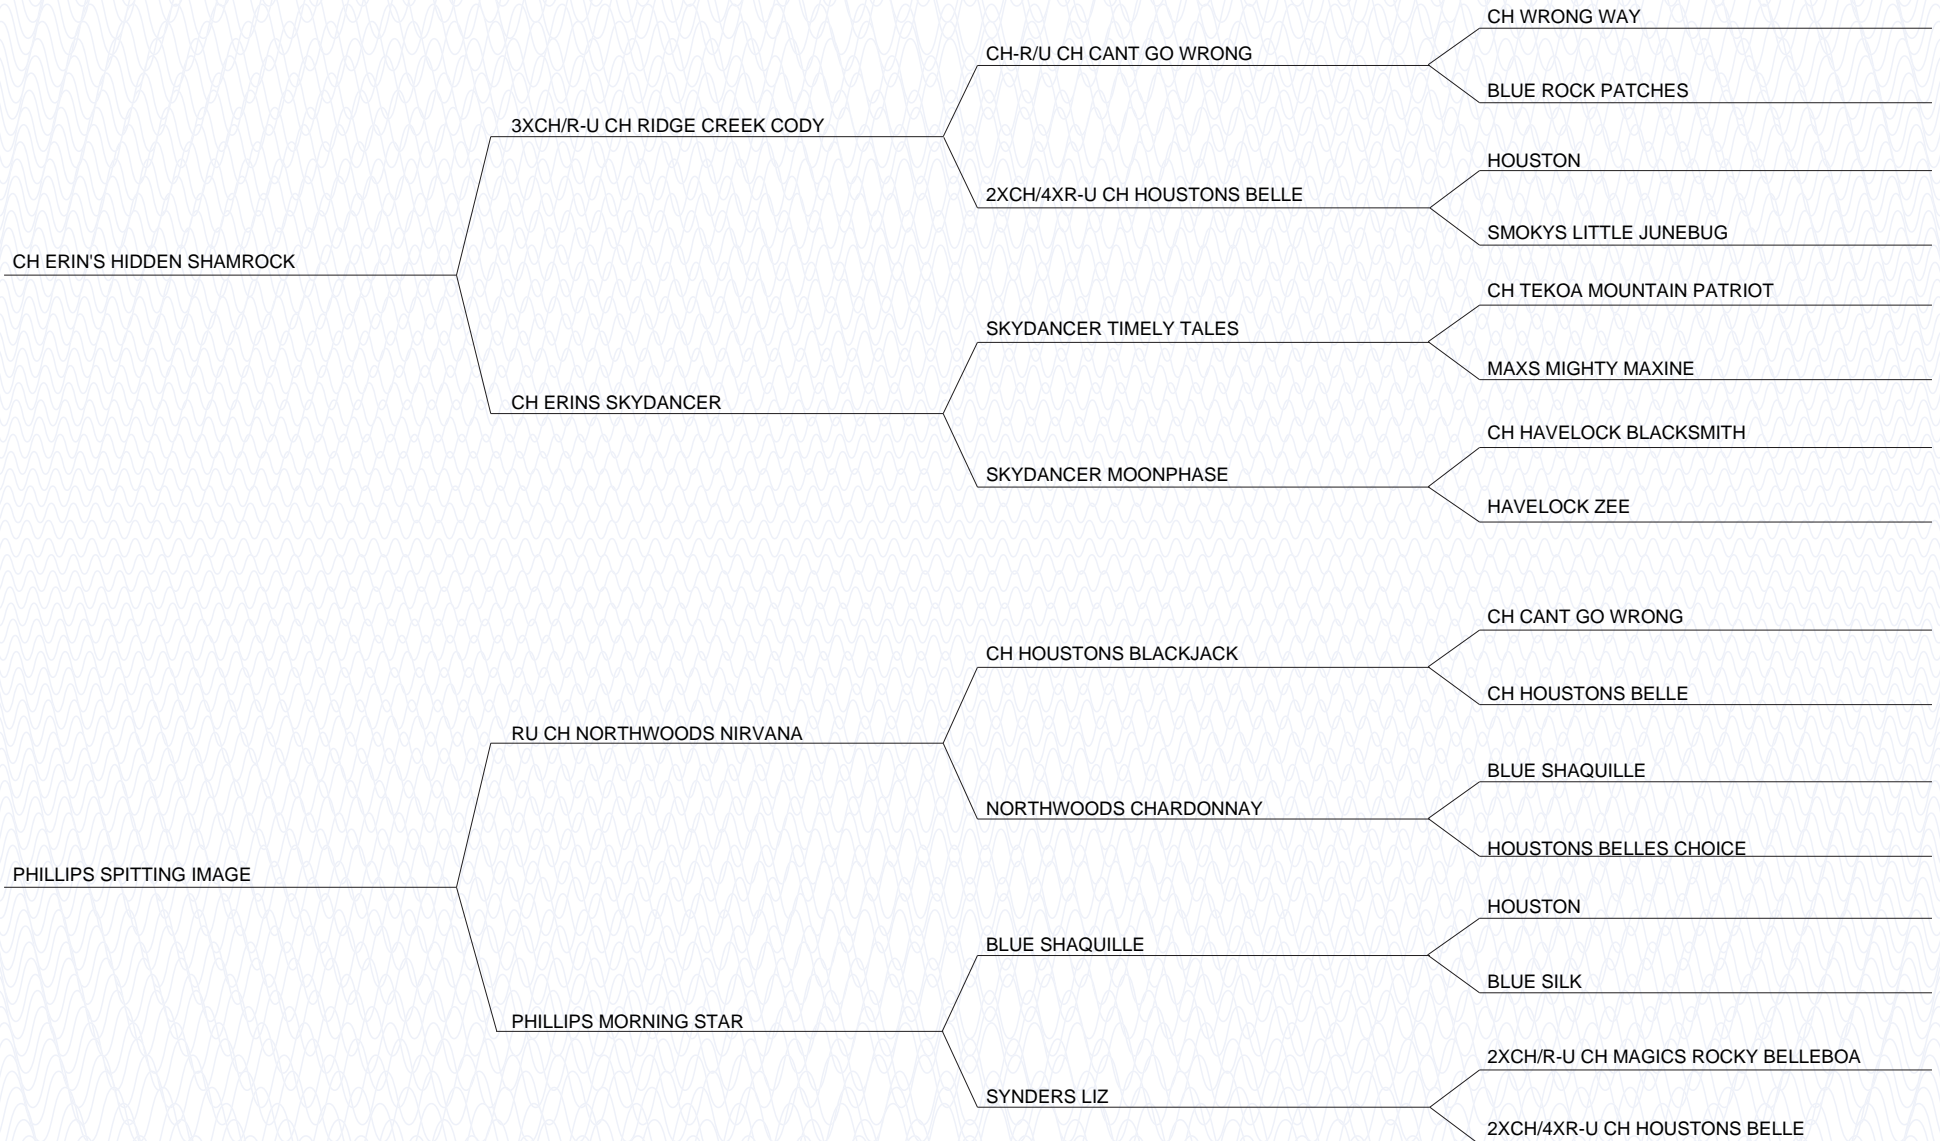 CH WRONG WAY
CH-R/U CH CANT GO WRONG
BLUE ROCK PATCHES
3XCH/R-U CH RIDGE CREEK CODY
HOUSTON
2XCH/4XR-U CH HOUSTONS BELLE
SMOKYS LITTLE JUNEBUG
CH ERIN'S HIDDEN SHAMROCK
CH TEKOA MOUNTAIN PATRIOT
SKYDANCER TIMELY TALES
MAXS MIGHTY MAXINE
CH ERINS SKYDANCER
CH HAVELOCK BLACKSMITH
SKYDANCER MOONPHASE
HAVELOCK ZEE
CH CANT GO WRONG
CH HOUSTONS BLACKJACK
CH HOUSTONS BELLE
RU CH NORTHWOODS NIRVANA
BLUE SHAQUILLE
NORTHWOODS CHARDONNAY
HOUSTONS BELLES CHOICE
PHILLIPS SPITTING IMAGE
HOUSTON
BLUE SHAQUILLE
BLUE SILK
PHILLIPS MORNING STAR
2XCH/R-U CH MAGICS ROCKY BELLEBOA
SYNDERS LIZ
2XCH/4XR-U CH HOUSTONS BELLE